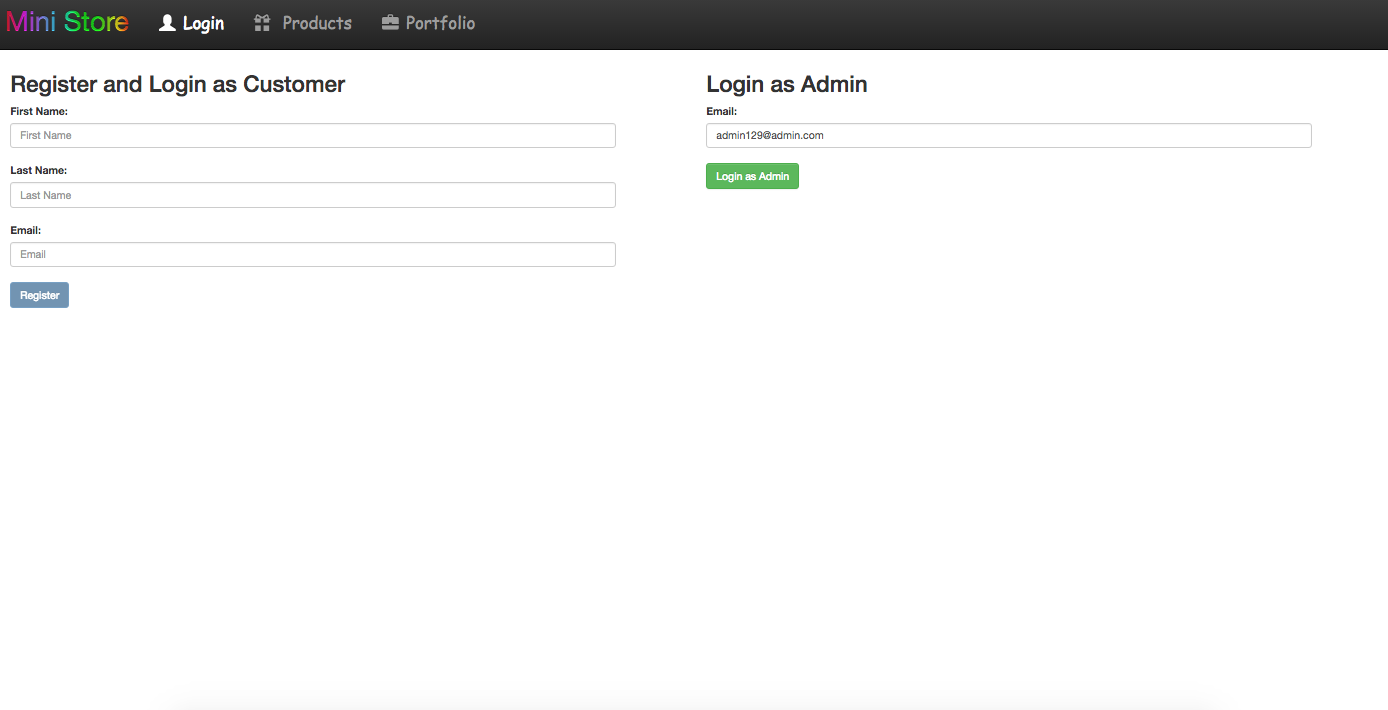 Mini Store Login Products Portfolio
Register and Login as Customer
First Name:
First Name
Last Name:
Last Name
Email:
Email
Register
Login as Admin
Email:
admin129@admin.com
Login as Admin